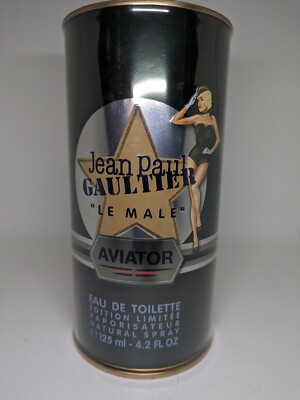 Jean Paul
GAULTIER
"LE MALE"
AVIATOR
EAU DE TOILETTE
ÉDITION LIMITÉE
VAPORISATEUR
NATURAL SPRAY
℮ 125 ml - 4.2 FL OZ